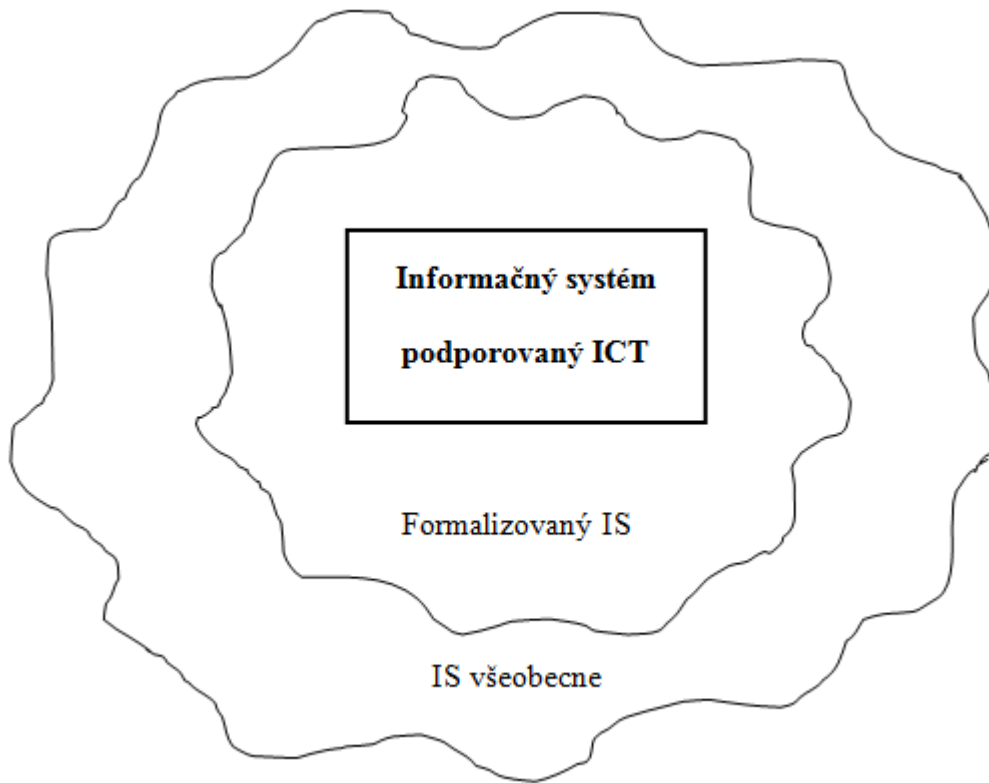 Informačný systém
podporovaný ICT
Formalizovaný IS
IS všeobecne